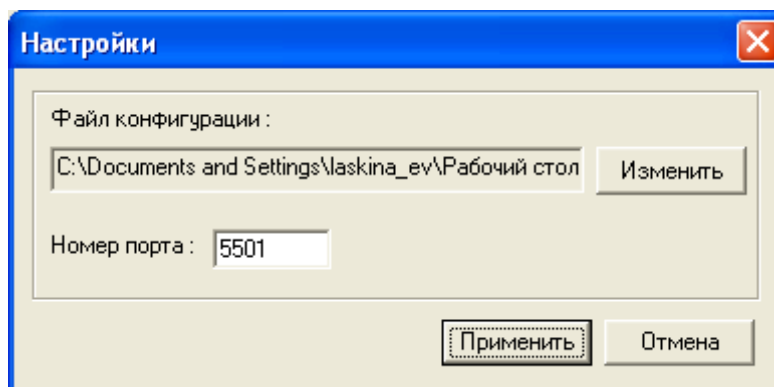 Настройки
Файл конфигурации :
C:\Documents and Settings\laskina_ev\Рабочий стол
Изменить
Номер порта : 5501
Применить Отмена